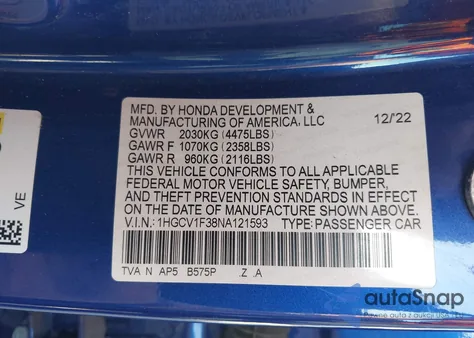 MFD. BY HONDA DEVELOPMENT &
MANUFACTURING OF AMERICA, LLC 12/22
GVWR 2030KG (4475LBS)
GAWR F 1070KG (2358LBS)
GAWR R 960KG (2116LBS)
THIS VEHICLE CONFORMS TO ALL APPLICABLE
FEDERAL MOTOR VEHICLE SAFETY, BUMPER,
AND THEFT PREVENTION STANDARDS IN EFFECT
ON THE DATE OF MANUFACTURE SHOWN ABOVE.
V.I.N.: 1HGCV1F38NA121593 TYPE: PASSENGER CAR
TVA N AP5 B575P .Z .A
VE
autoSnap